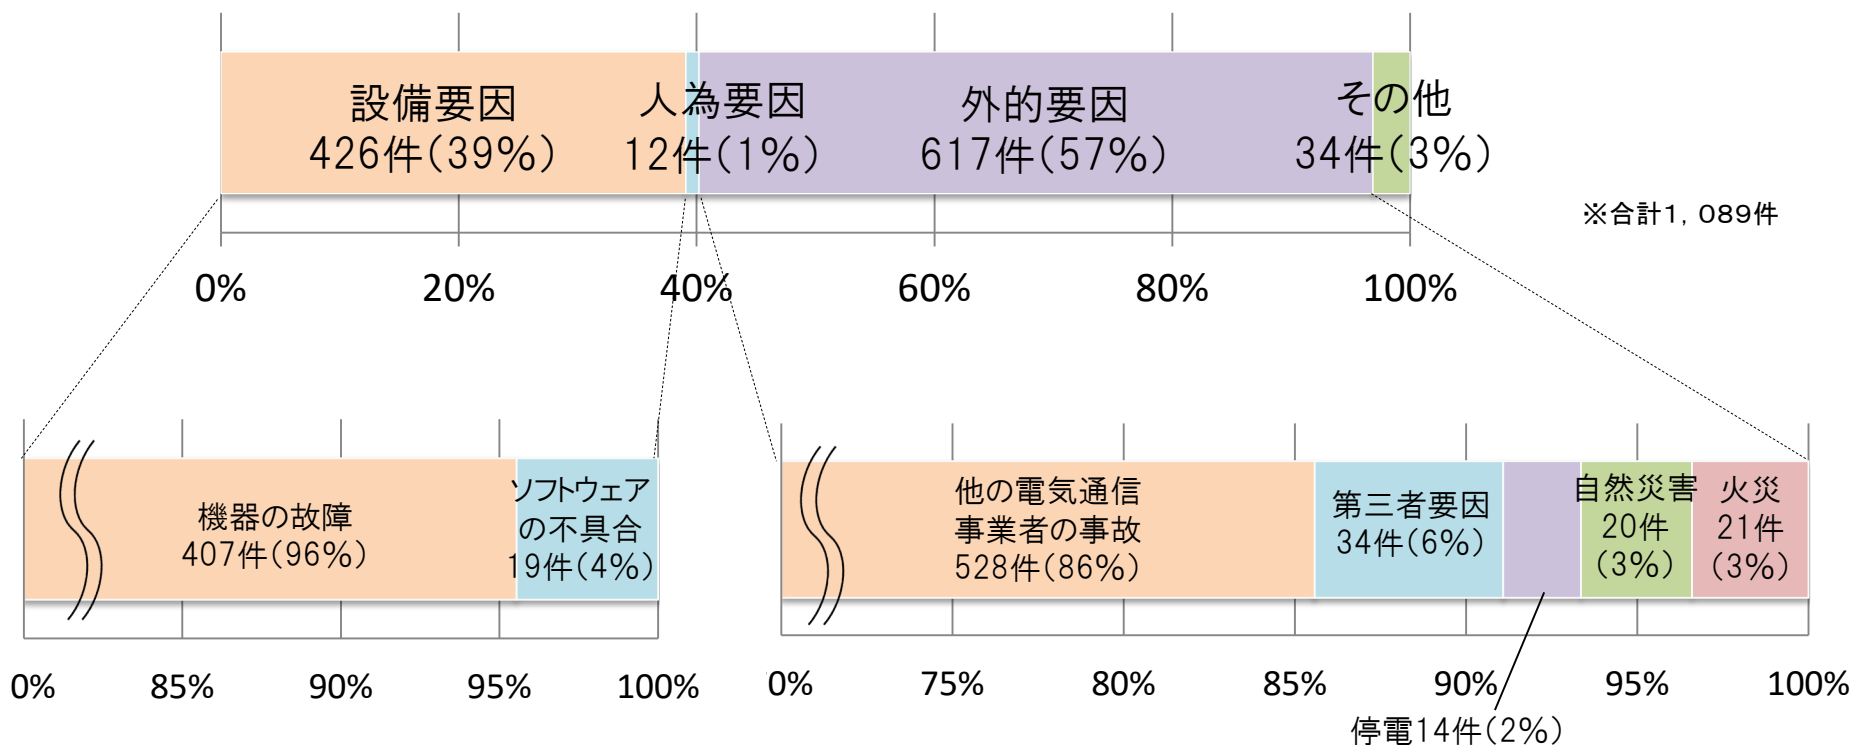 設備要因
426件(39%)
人為要因
12件(1%)
外的要因
617件(57%)
その他
34件(3%)
※合計1,089件
0%
20%
40%
60%
80%
100%
機器の故障
407件(96%)
ソフトウェア
の不具合
19件(4%)
0%
85%
90%
95%
100%
他の電気通信
事業者の事故
528件(86%)
第三者要因
34件(6%)
自然災害
20件
(3%)
火災
21件
(3%)
0%
75%
80%
85%
90%
95%
100%
停電14件(2%)